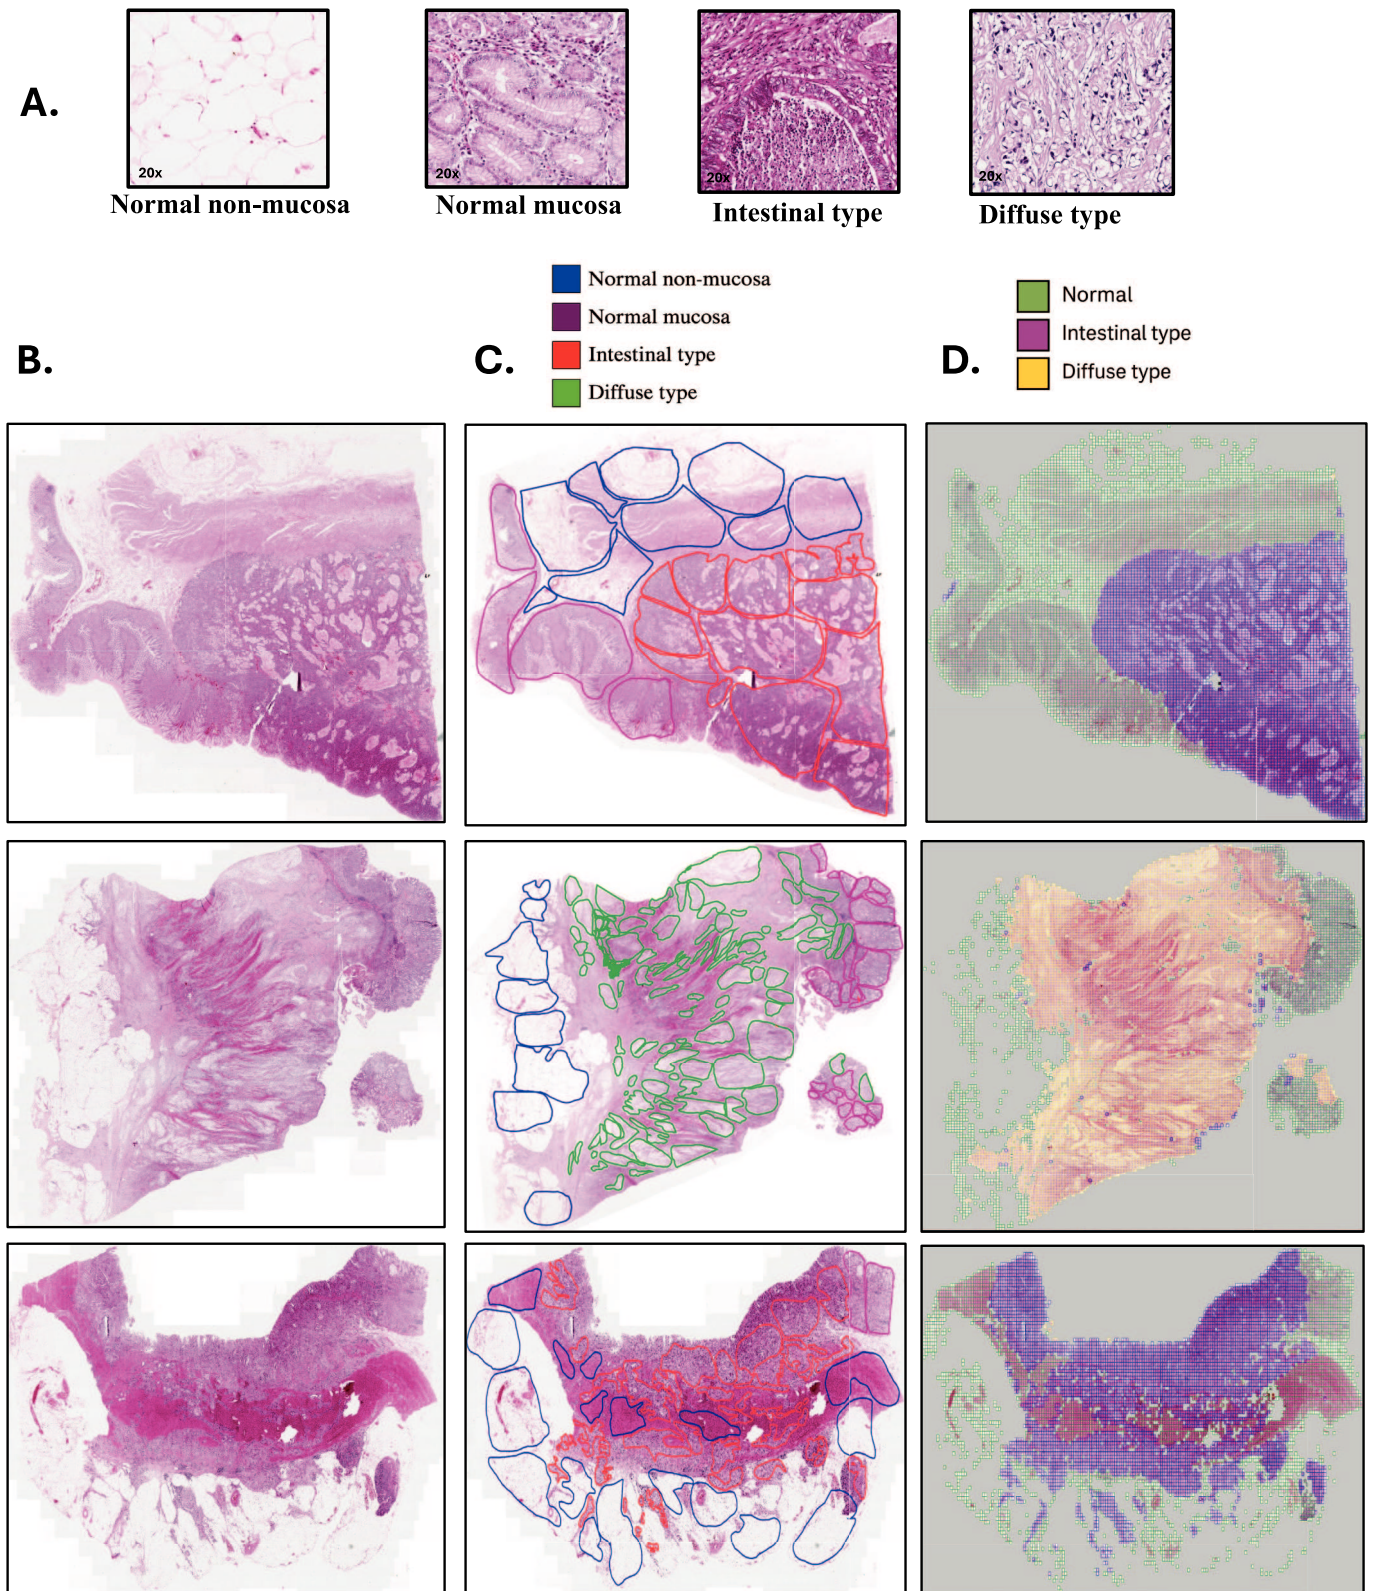 A.
20x
20x
20x
20x
Normal non-mucosa
Normal mucosa
Intestinal type
Diffuse type
B.
C.
Normal non-mucosa
Normal mucosa
Intestinal type
Diffuse type
D.
Normal
Intestinal type
Diffuse type